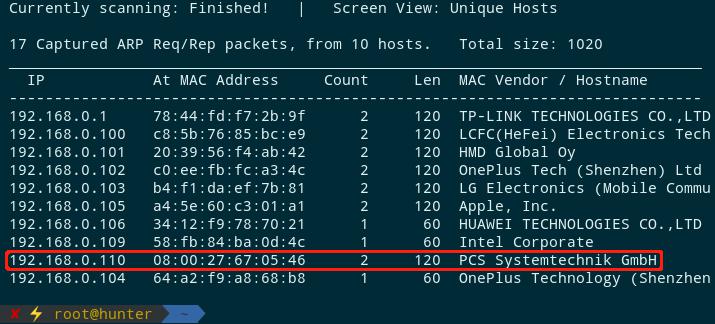 Currently scanning: Finished!   |   Screen View: Unique Hosts
17 Captured ARP Req/Rep packets, from 10 hosts.   Total size: 1020
_____________________________________________________________________________
  IP            At MAC Address     Count     Len  MAC Vendor / Hostname
-----------------------------------------------------------------------------
192.168.0.1     78:44:fd:f7:2b:9f      2     120  TP-LINK TECHNOLOGIES CO.,LTD
192.168.0.100   c8:5b:76:85:bc:e9      2     120  LCFC(HeFei) Electronics Tech
192.168.0.101   20:39:56:f4:ab:42      2     120  HMD Global Oy
192.168.0.102   c0:ee:fb:fc:a3:4c      2     120  OnePlus Tech (Shenzhen) Ltd
192.168.0.103   b4:f1:da:ef:7b:81      2     120  LG Electronics (Mobile Commu
192.168.0.105   a4:5e:60:c3:01:a1      2     120  Apple, Inc.
192.168.0.106   34:12:f9:78:70:21      1      60  HUAWEI TECHNOLOGIES CO.,LTD
192.168.0.109   58:fb:84:ba:0d:4c      1      60  Intel Corporate
192.168.0.110   08:00:27:67:05:46      2     120  PCS Systemtechnik GmbH
192.168.0.104   64:a2:f9:a8:68:b8      1      60  OnePlus Technology (Shenzhen
✘ ⚡ root@hunter ~